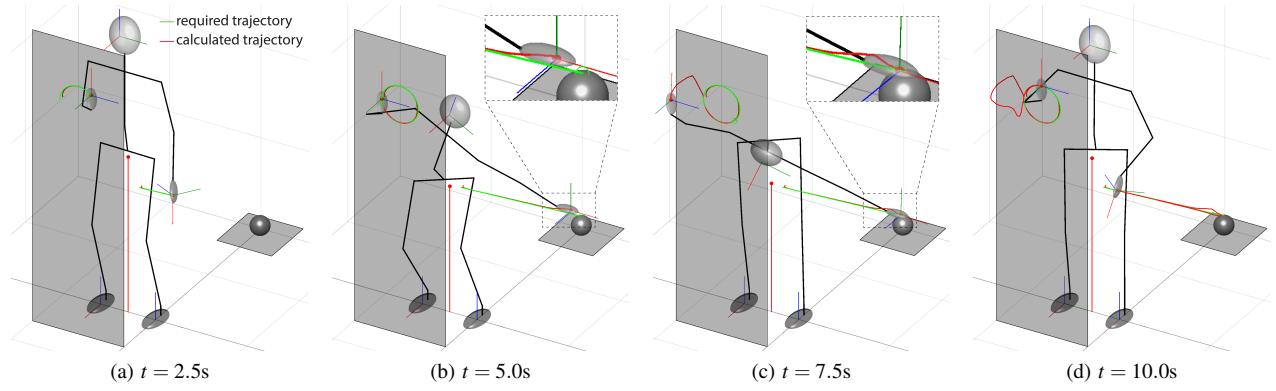 required trajectory
calculated trajectory
(a) t = 2.5s
(b) t = 5.0s
(c) t = 7.5s
(d) t = 10.0s